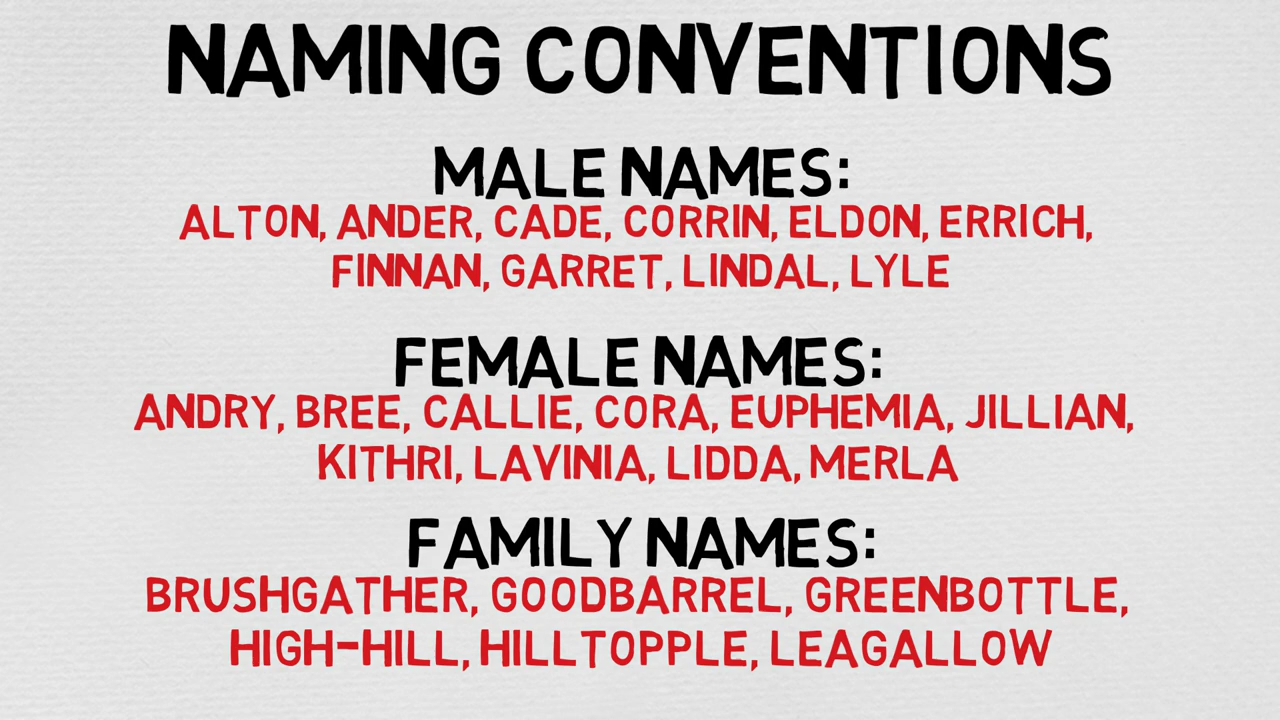 NAMING CONVENTIONS
MALE NAMES:
ALTON, ANDER, CADE, CORRIN, ELDON, ERRICH,
FINNAN, GARRET, LINDAL, LYLE
FEMALE NAMES:
ANDRY, BREE, CALLIE, CORA, EUPHEMIA, JILLIAN,
KITHRI, LAVINIA, LIDDA, MERLA
FAMILY NAMES:
BRUSHGATHER, GOODBARREL, GREENBOTTLE,
HIGH-HILL, HILLTOPPLE, LEAGALLOW